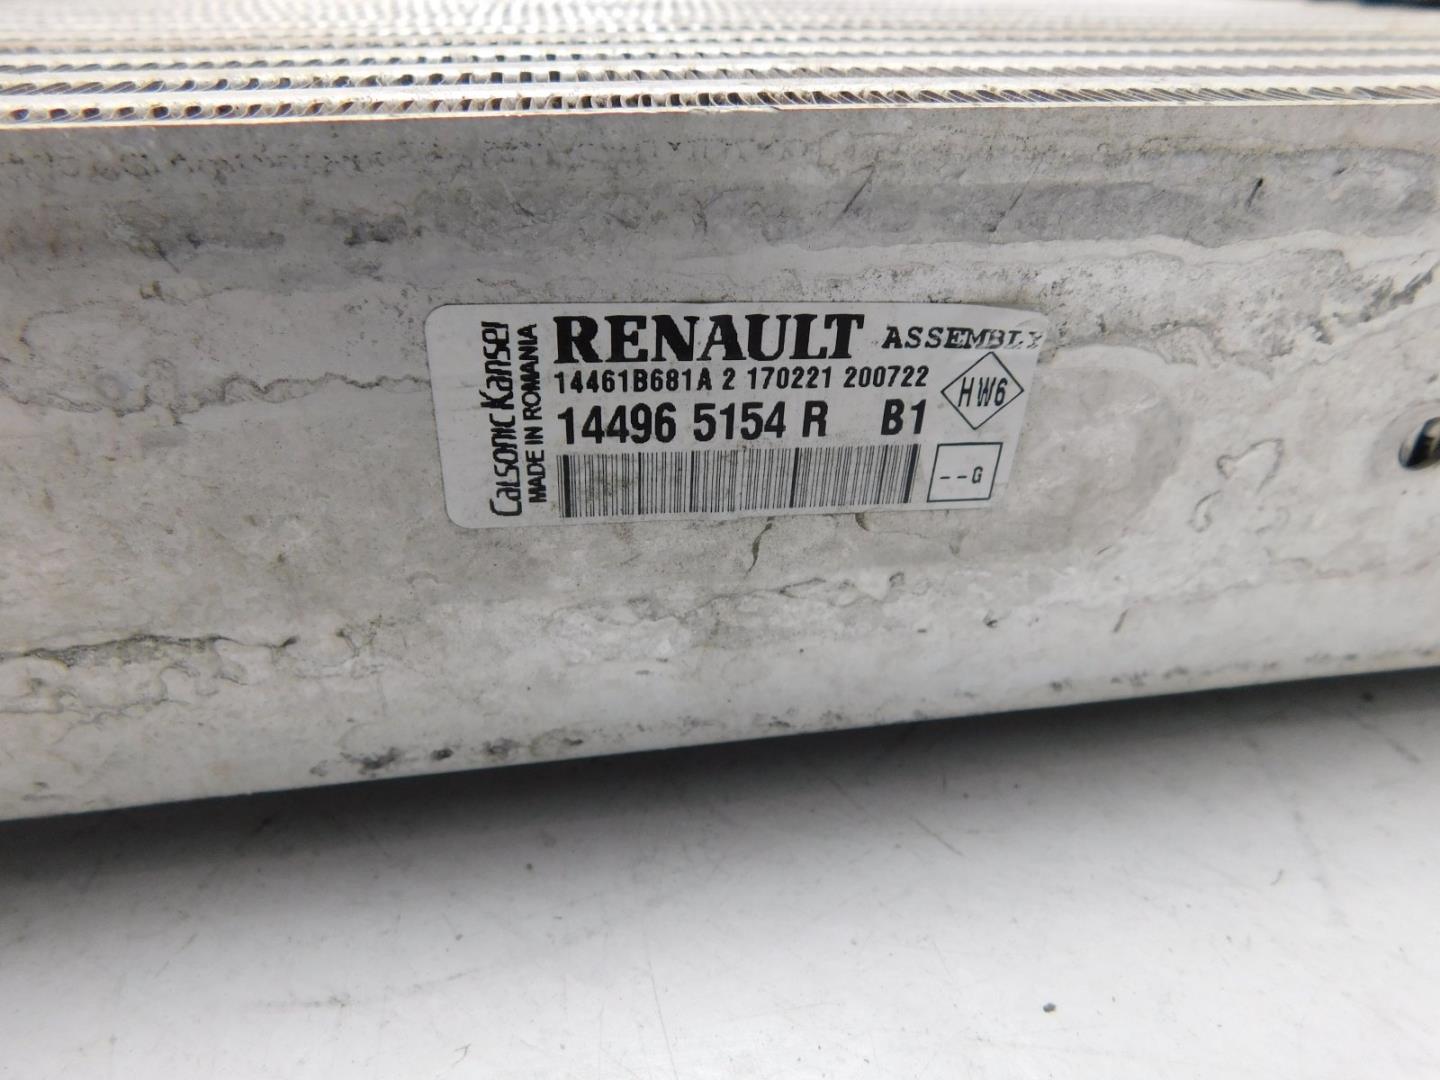 Calsonic Kansei
MADE IN ROMANIA
RENAULT ASSEMBLY
14461B681A 2 170221 200722
14496 5154 R B1
HW6
--G